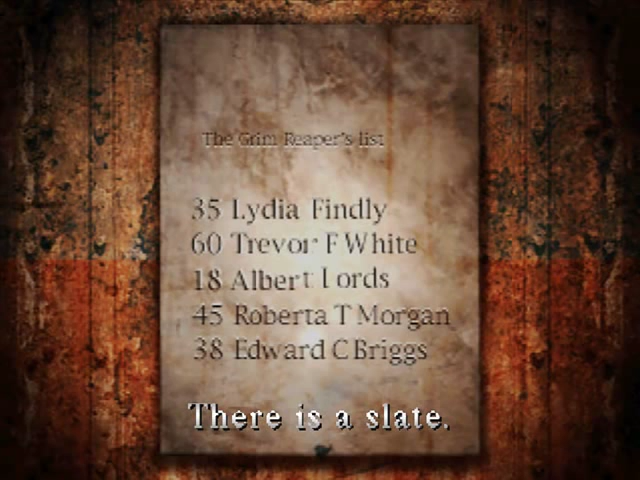 The Grim Reaper's list
35 Lydia Findly
60 Trevor F White
18 Albert Lords
45 Roberta T Morgan
38 Edward C Briggs
There is a slate.